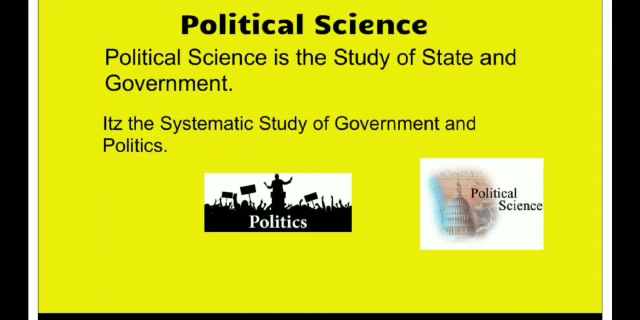 Political Science
Political Science is the Study of State and
Government.
Itz the Systematic Study of Government and
Politics.
Politics
Political
Science